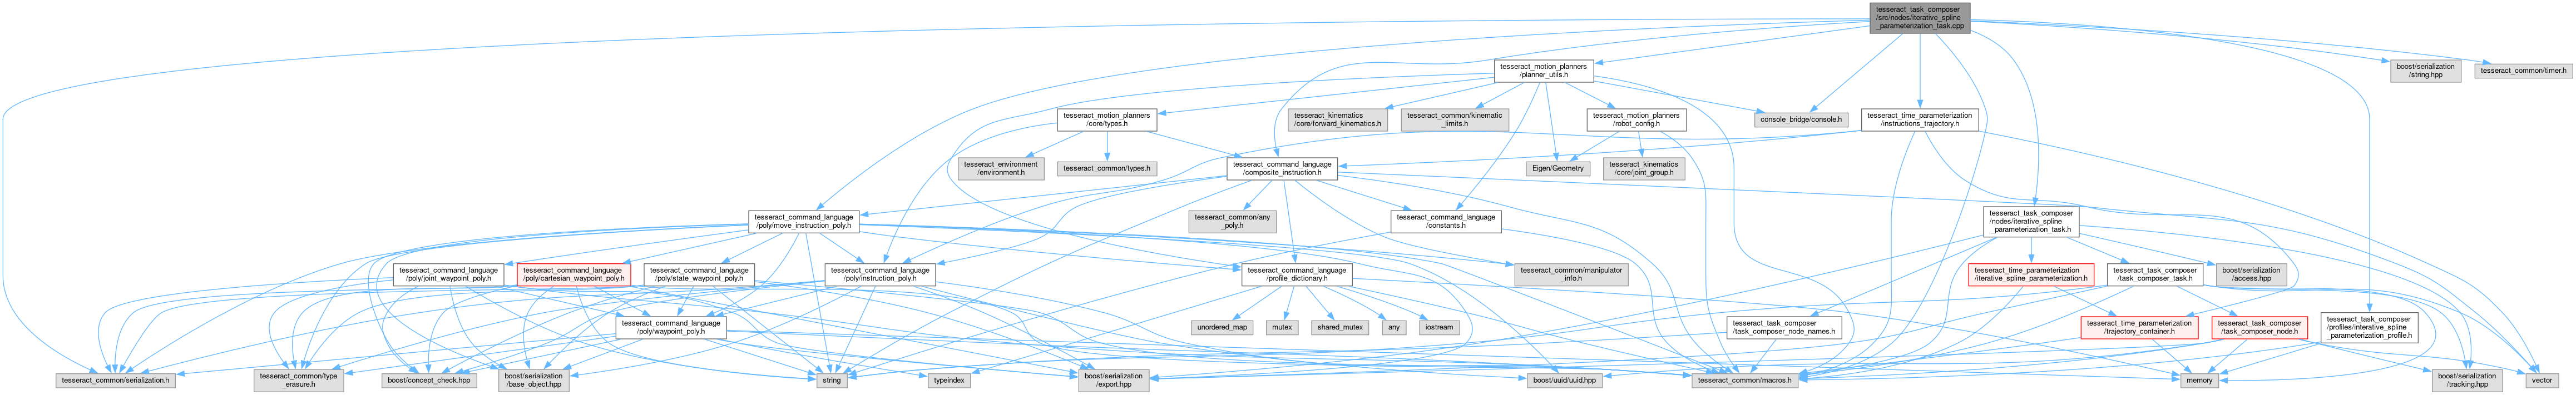 tesseract_task_composer
/src/nodes/iterative_spline
_parameterization_task.cpp
tesseract_motion_planners
/planner_utils.h
boost/serialization
/string.hpp
tesseract_common/timer.h
tesseract_motion_planners
/core/types.h
tesseract_kinematics
/core/forward_kinematics.h
tesseract_common/kinematic
_limits.h
tesseract_motion_planners
/robot_config.h
console_bridge/console.h
tesseract_time_parameterization
/instructions_trajectory.h
tesseract_environment
/environment.h
tesseract_common/types.h
tesseract_command_language
/composite_instruction.h
Eigen/Geometry
tesseract_kinematics
/core/joint_group.h
tesseract_command_language
/poly/move_instruction_poly.h
tesseract_common/any
_poly.h
tesseract_command_language
/constants.h
tesseract_task_composer
/nodes/iterative_spline
_parameterization_task.h
tesseract_command_language
/poly/joint_waypoint_poly.h
tesseract_command_language
/poly/cartesian_waypoint_poly.h
tesseract_command_language
/poly/state_waypoint_poly.h
tesseract_command_language
/poly/instruction_poly.h
tesseract_command_language
/profile_dictionary.h
tesseract_common/manipulator
_info.h
tesseract_time_parameterization
/iterative_spline_parameterization.h
tesseract_task_composer
/task_composer_task.h
boost/serialization
/access.hpp
tesseract_command_language
/poly/waypoint_poly.h
unordered_map
mutex
shared_mutex
any
iostream
tesseract_task_composer
/task_composer_node_names.h
tesseract_time_parameterization
/trajectory_container.h
tesseract_task_composer
/task_composer_node.h
tesseract_task_composer
/profiles/interative_spline
_parameterization_profile.h
tesseract_common/serialization.h
tesseract_common/type
_erasure.h
boost/concept_check.hpp
boost/serialization
/base_object.hpp
string
typeindex
boost/serialization
/export.hpp
boost/uuid/uuid.hpp
tesseract_common/macros.h
memory
boost/serialization
/tracking.hpp
vector